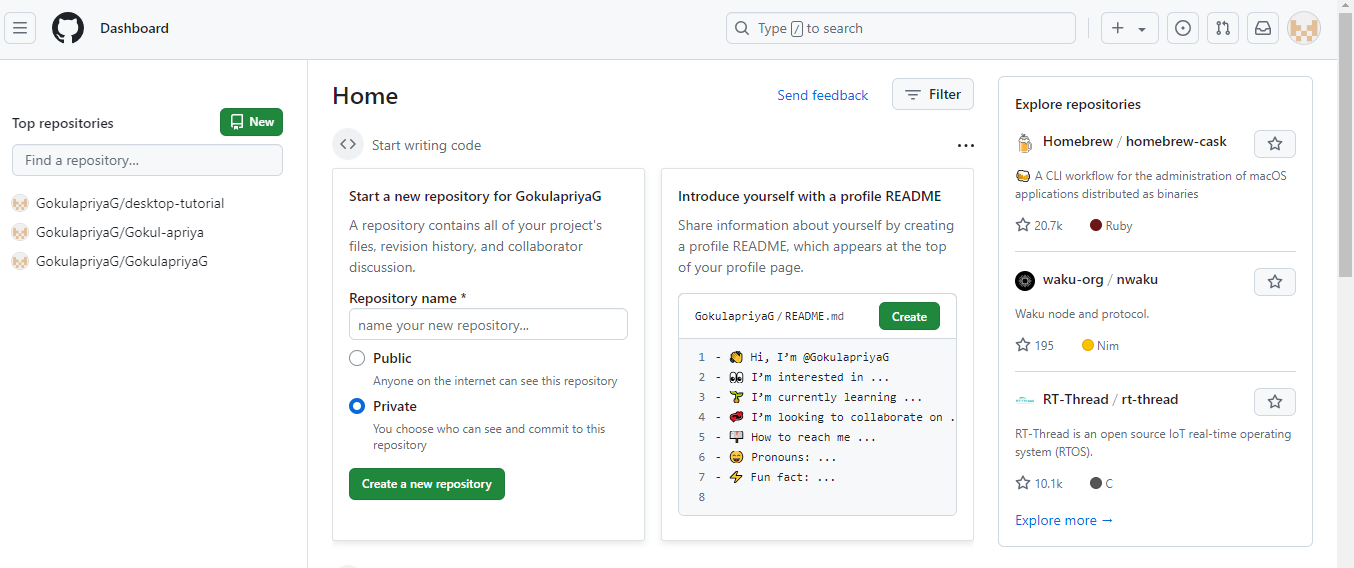 Dashboard
Type / to search
Top repositories
New
Find a repository...
GokulapriyaG/desktop-tutorial
GokulapriyaG/Gokul-apriya
GokulapriyaG/GokulapriyaG
Home
Send feedback
Filter
Start writing code
Start a new repository for GokulapriyaG
A repository contains all of your project's
files, revision history, and collaborator
discussion.
Repository name *
name your new repository...
Public
Anyone on the internet can see this repository
Private
You choose who can see and commit to this
repository
Create a new repository
Introduce yourself with a profile README
Share information about yourself by creating
a profile README, which appears at the top
of your profile page.
GokulapriyaG / README.md
Create
1 - 👋 Hi, I'm @GokulapriyaG
2 - 👀 I'm interested in ...
3 - 🌱 I'm currently learning ...
4 - 💞️ I'm looking to collaborate on .
5 - 📫 How to reach me ...
6 - 😄 Pronouns: ...
7 - ⚡ Fun fact: ...
8
Explore repositories
Homebrew / homebrew-cask
🍻 A CLI workflow for the administration of macOS
applications distributed as binaries
20.7k Ruby
waku-org / nwaku
Waku node and protocol.
195 Nim
RT-Thread / rt-thread
RT-Thread is an open source IoT real-time operating
system (RTOS).
10.1k C
Explore more →